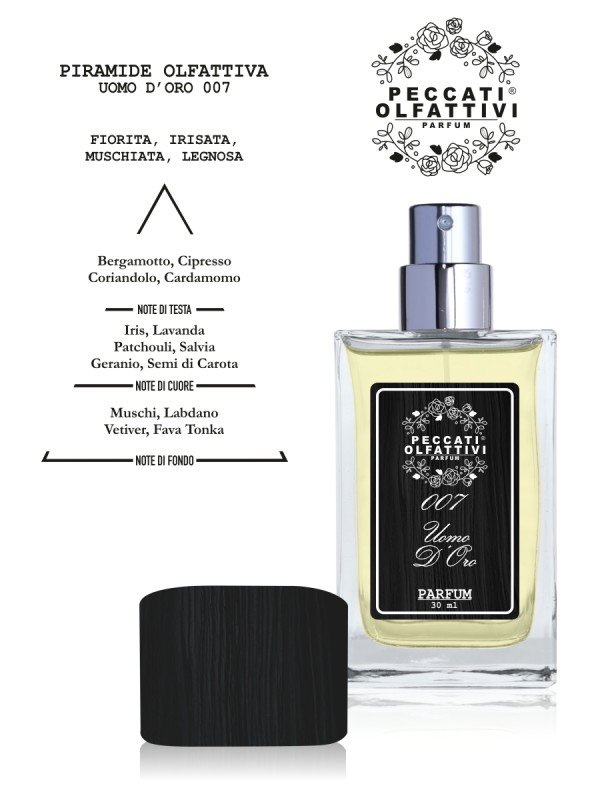 PIRAMIDE OLFATTIVA
UOMO D'ORO 007
FIORITA, IRISATA,
MUSCHIATA, LEGNOSA
Bergamotto, Cipresso
Coriandolo, Cardamomo
NOTE DI TESTA
Iris, Lavanda
Patchouli, Salvia
Geranio, Semi di Carota
NOTE DI CUORE
Muschi, Labdano
Vetiver, Fava Tonka
NOTE DI FONDO
PECCATI®
OLFATTIVI
PARFUM
PECCATI®
OLFATTIVI
PARFUM
007
Uomo
D'Oro
PARFUM
30 ml